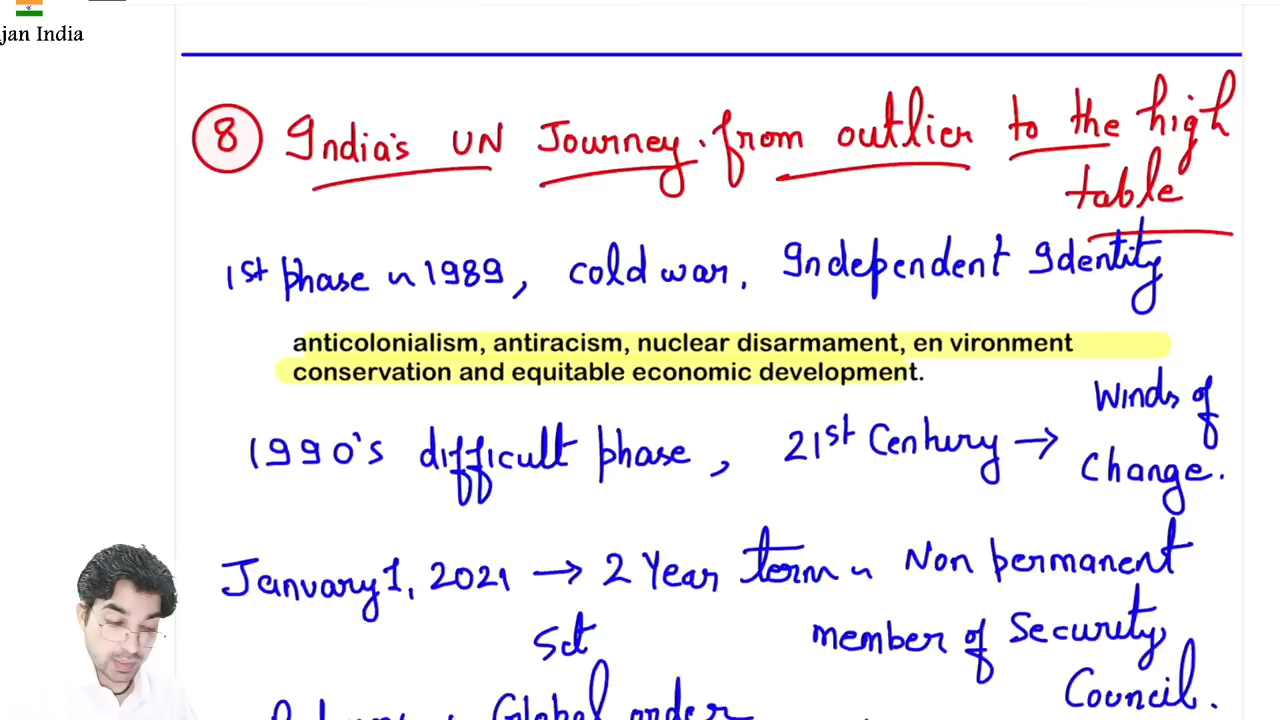 jan India
8 India's UN Journey. from outlier to the high
table
1st phase n 1989, cold war. Independent Identity
anticolonialism, antiracism, nuclear disarmament, en vironment
conservation and equitable economic development.
1990's difficult phase, 21st Century → Winds of
Change.
January 1, 2021 → 2 Year term n Non permanent
member of Security
Council.
Global order